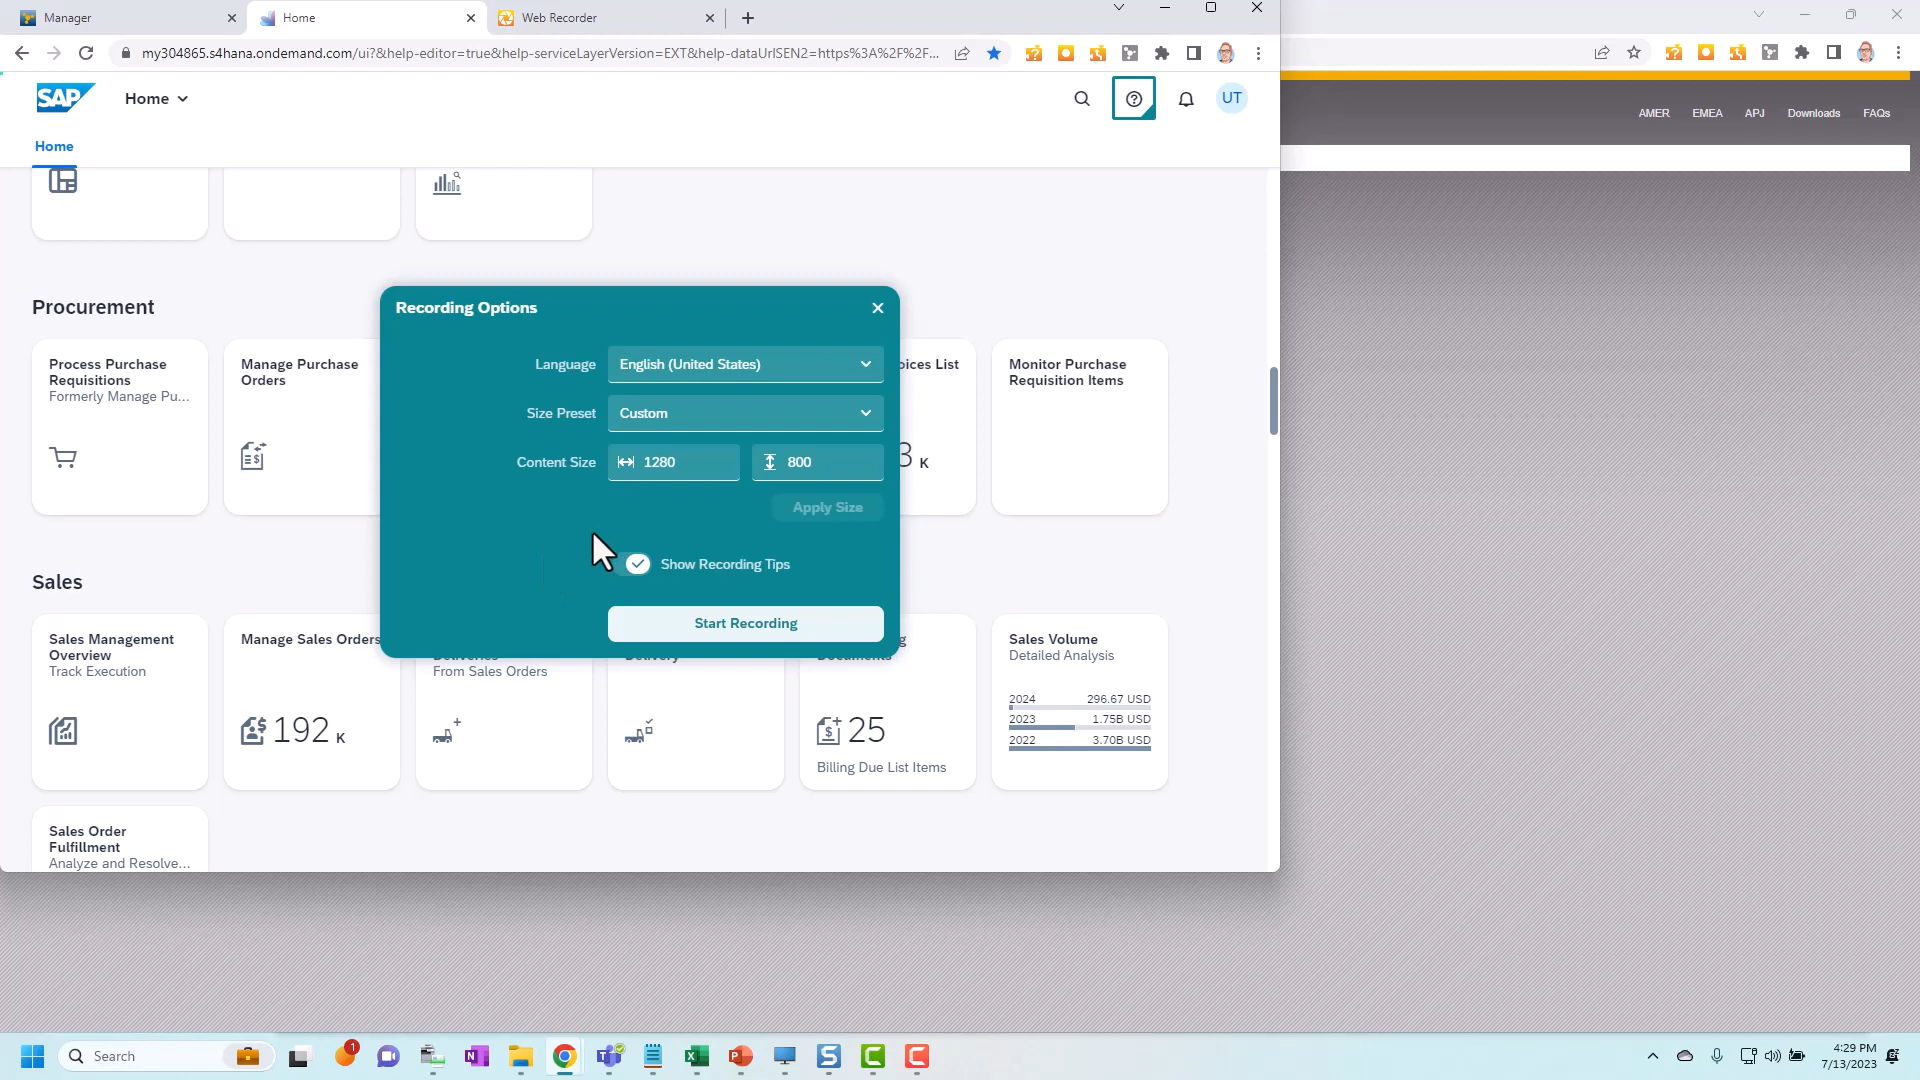 Manager
Home
Web Recorder
my304865.s4hana.ondemand.com/ui?&help-editor=true&help-serviceLayerVersion=EXT&help-dataUrlSEN2=https%3A%2F%2F...
SAP
Home
UT
AMER
EMEA
APJ
Downloads
FAQs
Home
Procurement
Process Purchase
Requisitions
Formerly Manage Pu...
Manage Purchase
Orders
oices List
3 K
Monitor Purchase
Requisition Items
Recording Options
Language
English (United States)
Size Preset
Custom
Content Size
1280
800
Apply Size
Show Recording Tips
Start Recording
Sales
Sales Management
Overview
Track Execution
Manage Sales Orders
192 K
Deliveries
From Sales Orders
Delivery
g
Documents
25
Billing Due List Items
Sales Volume
Detailed Analysis
2024 296.67 USD
2023 1.75B USD
2022 3.70B USD
Sales Order
Fulfillment
Analyze and Resolve...
Search
1
4:29 PM
7/13/2023